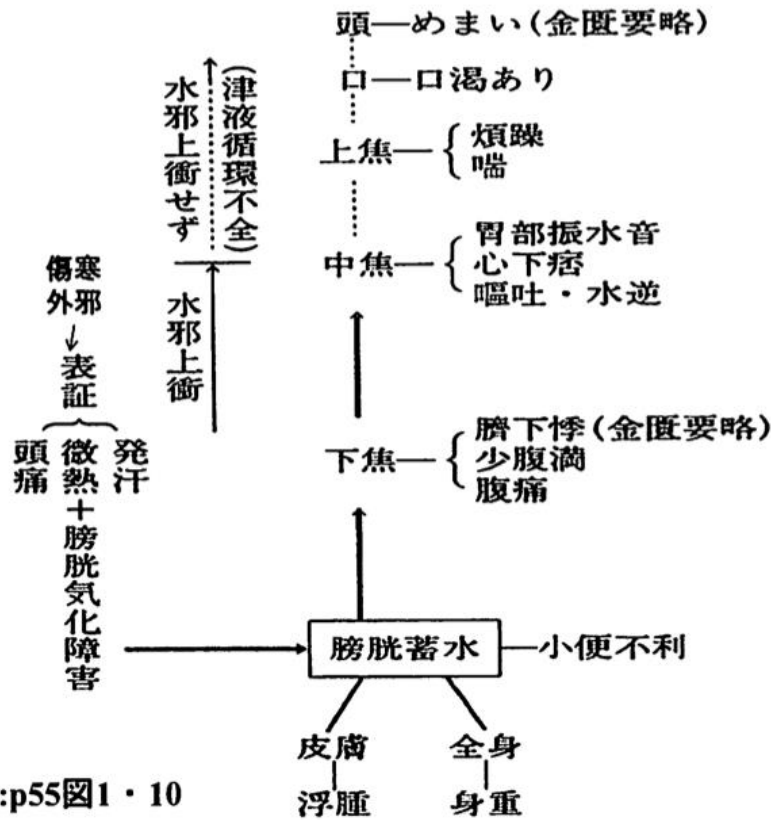 頭―めまい(金匱要略)
口―口渇あり
上焦―{煩躁
喘
中焦―{胃部振水音
心下痞
嘔吐・水逆
下焦―{臍下悸(金匱要略)
少腹満
腹痛
(津液循環不全)
水邪上衝せず
水邪上衝
傷寒
外邪
表証
発汗
微熱+膀胱気化障害
頭痛
膀胱蓄水―小便不利
皮膚
浮腫
全身
身重
:p55図1・10